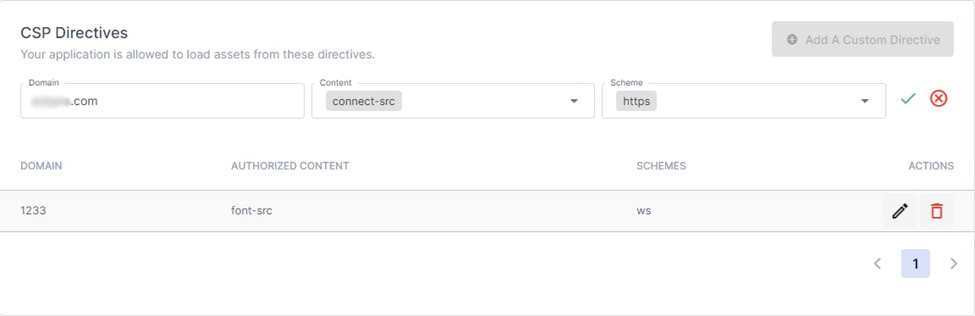 CSP Directives
Your application is allowed to load assets from these directives.
Add A Custom Directive
Domain
Content
Scheme
.com
connect-src
https
DOMAIN
AUTHORIZED CONTENT
SCHEMES
ACTIONS
1233
font-src
ws
1